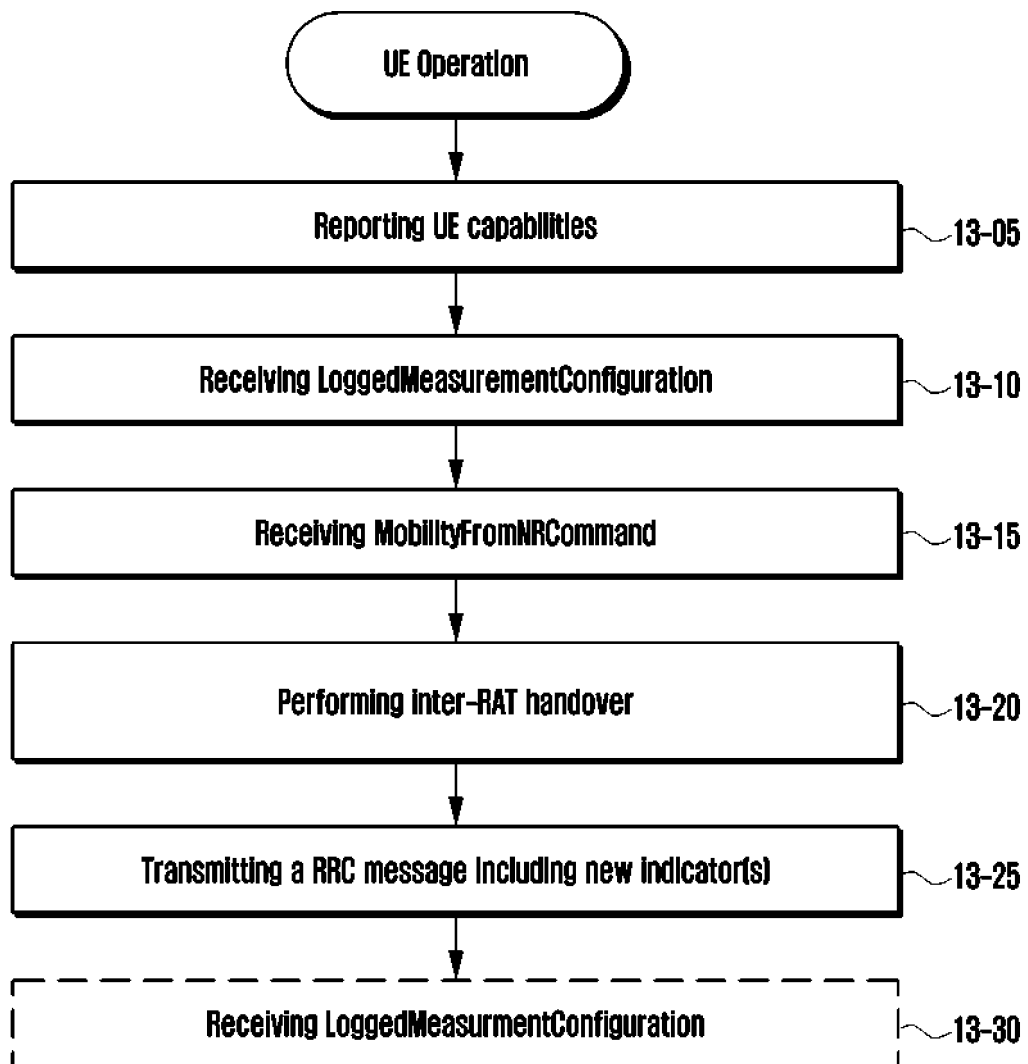 UE Operation
Reporting UE capabilities
13-05
Receiving LoggedMeasurementConfiguration
13-10
Receiving MobilityFromNRCommand
13-15
Performing inter-RAT handover
13-20
Transmitting a RRC message including new indicator(s)
13-25
Receiving LoggedMeasurmentConfiguration
13-30